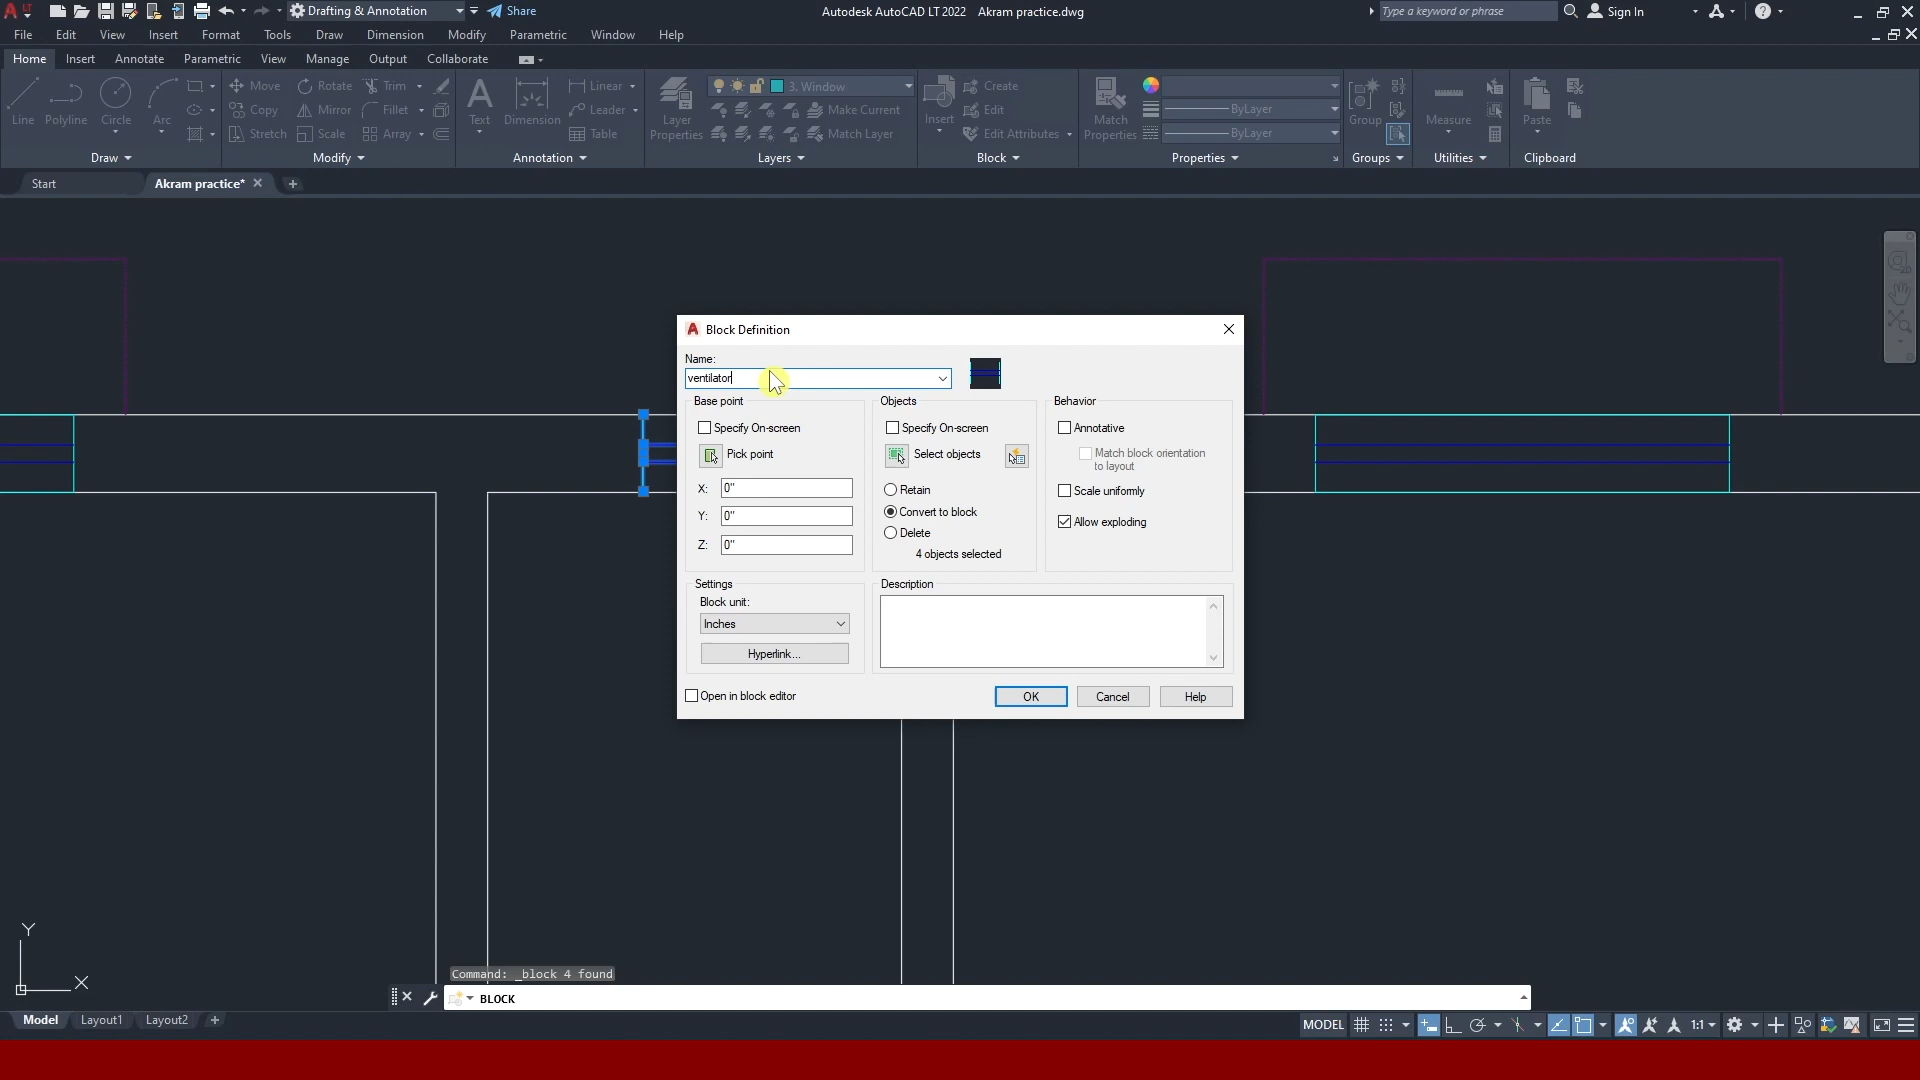 Drafting & Annotation
Share
Autodesk AutoCAD LT 2022 Akram practice.dwg
Type a keyword or phrase
Sign In
File Edit View Insert Format Tools Draw Dimension Modify Parametric Window Help
Home Insert Annotate Parametric View Manage Output Collaborate
Line
Polyline
Circle
Arc
Draw
Move
Copy
Stretch
Rotate
Mirror
Scale
Trim
Fillet
Array
Modify
Text
Dimension
Linear
Leader
Table
Annotation
Layer
Properties
3. Window
Make Current
Match Layer
Layers
Insert
Create
Edit
Edit Attributes
Block
Match
Properties
ByLayer
ByLayer
Properties
Group
Groups
Measure
Utilities
Paste
Clipboard
Start
Akram practice*
Block Definition
Name:
ventilator
Base point
Specify On-screen
Pick point
X: 0"
Y: 0"
Z: 0"
Objects
Specify On-screen
Select objects
Retain
Convert to block
Delete
4 objects selected
Behavior
Annotative
Match block orientation
to layout
Scale uniformly
Allow exploding
Settings
Block unit:
Inches
Hyperlink...
Description
Open in block editor
OK
Cancel
Help
Y
X
Command: _block 4 found
BLOCK
Model Layout1 Layout2
MODEL
1:1